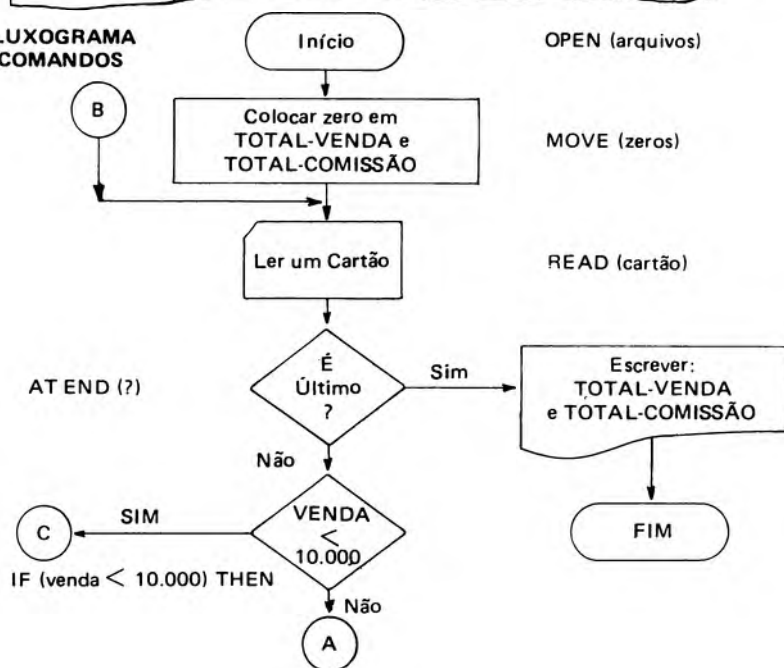 LUXOGRAMA
COMANDOS
Início
OPEN (arquivos)
B
Colocar zero em
TOTAL-VENDA e
TOTAL-COMISSÃO
MOVE (zeros)
Ler um Cartão
READ (cartão)
AT END (?)
É
Último
?
Sim
Escrever:
TOTAL-VENDA
e TOTAL-COMISSÃO
Não
FIM
C
SIM
VENDA
<
10.000
IF (venda < 10.000) THEN
Não
A